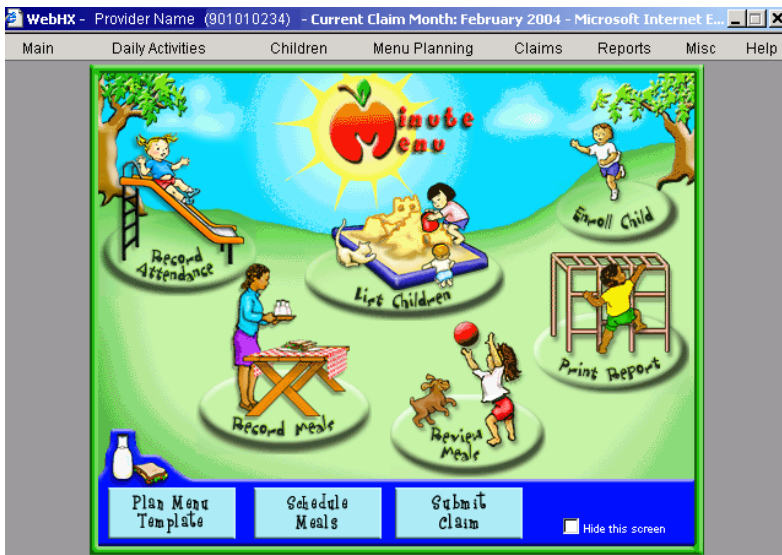 WebHX - Provider Name (901010234) - Current Claim Month: February 2004 - Microsoft Internet E...
Main Daily Activities Children Menu Planning Claims Reports Misc Help
Minute
Menu
Enroll Child
Record
Attendance
List Children
Print Report
Record Meals
Review
Meals
Plan Menu
Template
Schedule
Meals
Submit
Claim
Hide this screen